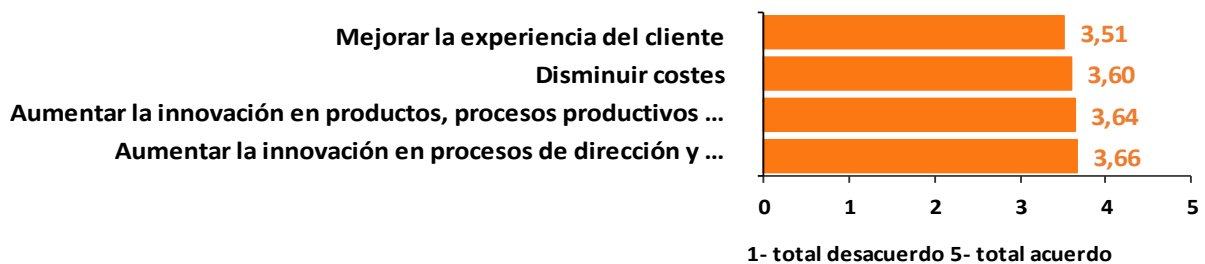 Mejorar la experiencia del cliente 3,51
Disminuir costes 3,60
Aumentar la innovación en productos, procesos productivos ... 3,64
Aumentar la innovación en procesos de dirección y ... 3,66
0 1 2 3 4 5
1- total desacuerdo 5- total acuerdo